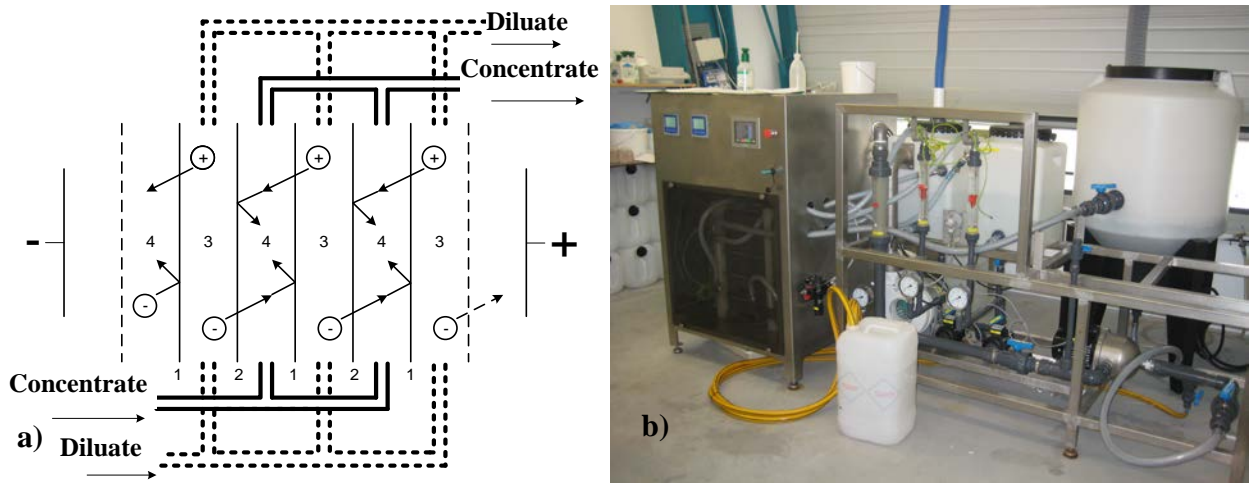 Diluate
Concentrate
+ + +
- 4 3 4 3 4 3 +
- - - -
1 2 1 2 1
Concentrate
a)
Diluate
b)